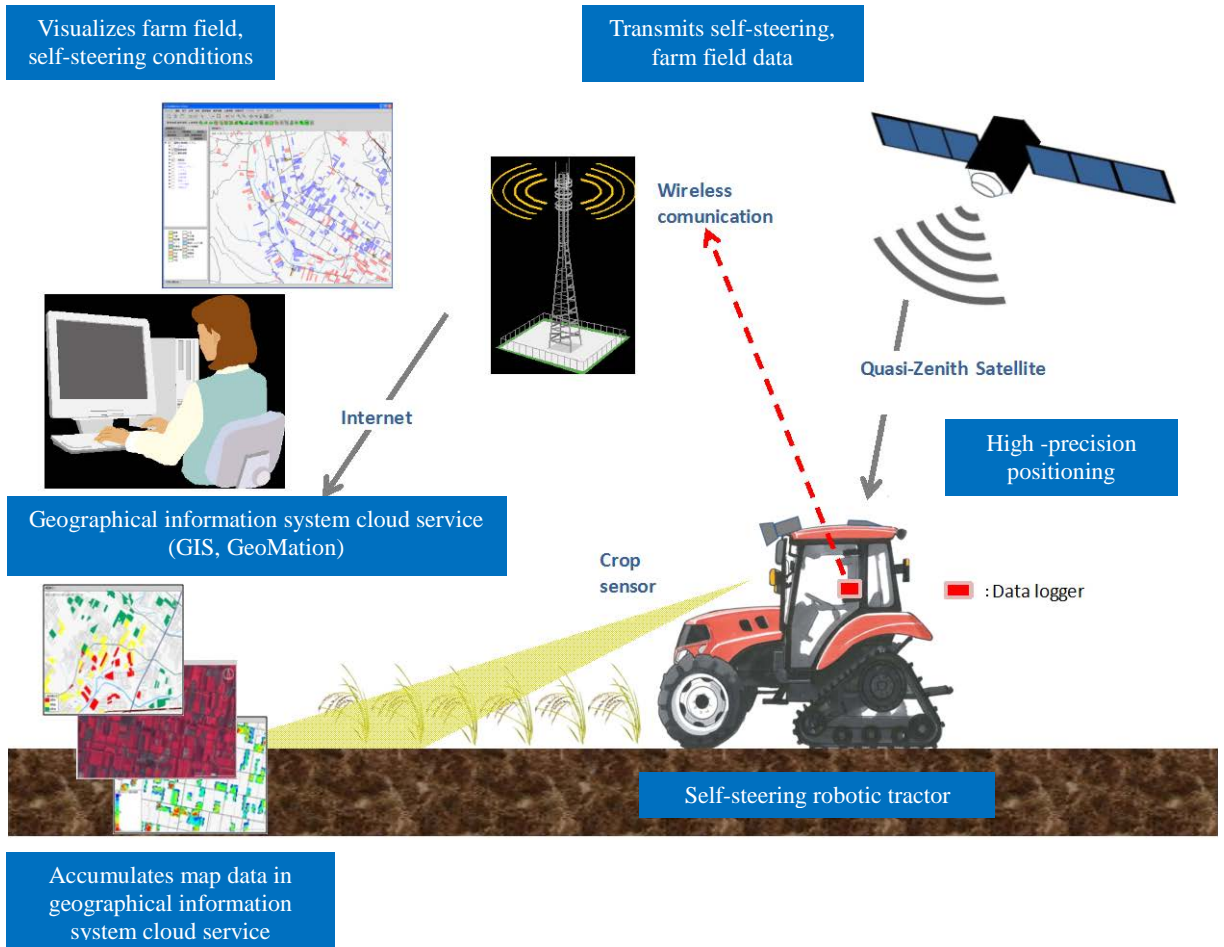 Visualizes farm field,
self-steering conditions
Transmits self-steering,
farm field data
Wireless
comunication
Quasi-Zenith Satellite
Internet
High -precision
positioning
Geographical information system cloud service
(GIS, GeoMation)
Crop
sensor
: Data logger
Self-steering robotic tractor
Accumulates map data in
geographical information
system cloud service